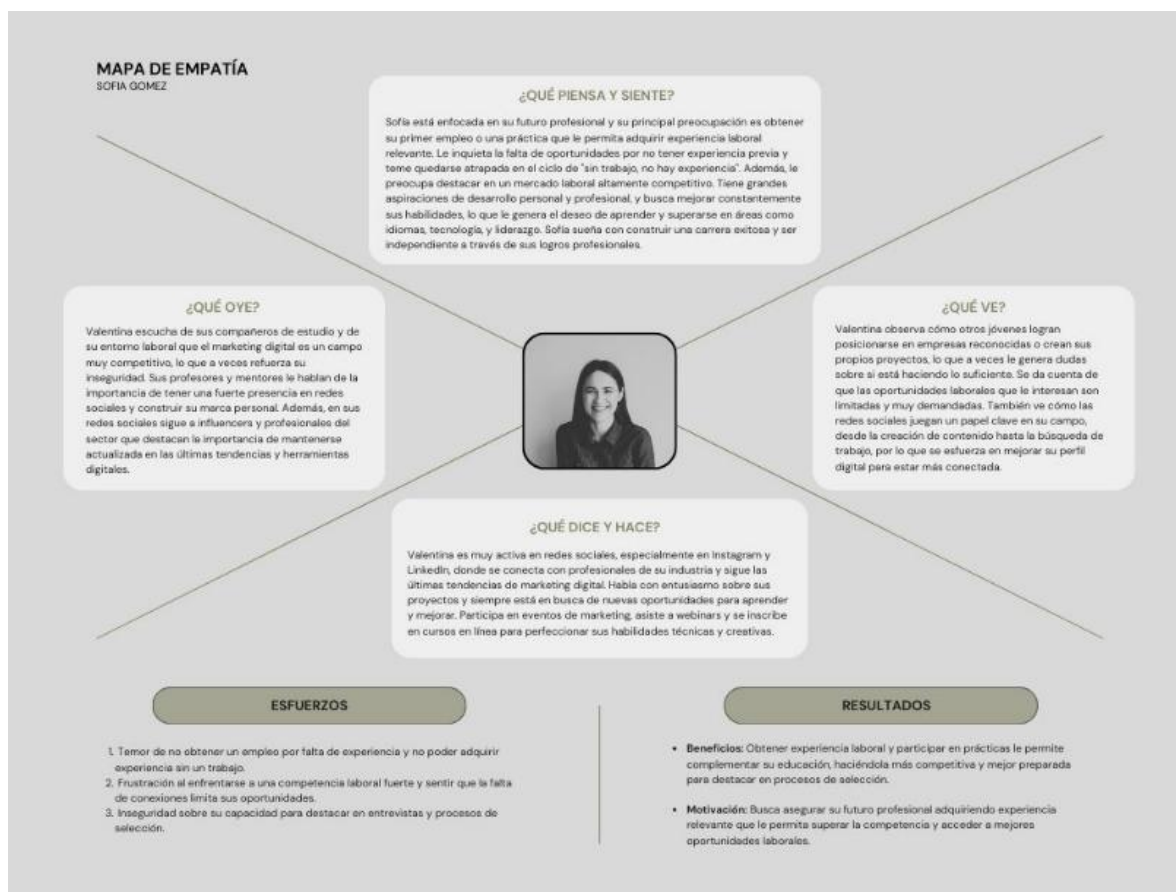 MAPA DE EMPATÍA
SOFIA GOMEZ
¿QUÉ PIENSA Y SIENTE?
Sofía está enfocada en su futuro profesional y su principal preocupación es obtener
su primer empleo o una práctica que le permita adquirir experiencia laboral
relevante. Le inquieta la falta de oportunidades por no tener experiencia previa y
teme quedarse atrapada en el ciclo de "sin trabajo, no hay experiencia". Además, le
preocupa destacar en un mercado laboral altamente competitivo. Tiene grandes
aspiraciones de desarrollo personal y profesional, y busca mejorar constantemente
sus habilidades, lo que le genera el deseo de aprender y superarse en áreas como
idiomas, tecnología, y liderazgo. Sofía sueña con construir una carrera exitosa y ser
independiente a través de sus logros profesionales.
¿QUÉ OYE?
Valentina escucha de sus compañeros de estudio y de
su entorno laboral que el marketing digital es un campo
muy competitivo, lo que a veces refuerza su
inseguridad. Sus profesores y mentores le hablan de la
importancia de tener una fuerte presencia en redes
sociales y construir su marca personal. Además, en sus
redes sociales sigue a influencers y profesionales del
sector que destacan la importancia de mantenerse
actualizada en las últimas tendencias y herramientas
digitales.
¿QUÉ VE?
Valentina observa cómo otros jóvenes logran
posicionarse en empresas reconocidas o crean sus
propios proyectos, lo que a veces le genera dudas
sobre si está haciendo lo suficiente. Se da cuenta de
que las oportunidades laborales que le interesan son
limitadas y muy demandadas. También ve cómo las
redes sociales juegan un papel clave en su campo,
desde la creación de contenido hasta la búsqueda de
trabajo, por lo que se esfuerza en mejorar su perfil
digital para estar más conectada.
¿QUÉ DICE Y HACE?
Valentina es muy activa en redes sociales, especialmente en Instagram y
LinkedIn, donde se conecta con profesionales de su industria y sigue las
últimas tendencias de marketing digital. Habla con entusiasmo sobre sus
proyectos y siempre está en busca de nuevas oportunidades para aprender
y mejorar. Participa en eventos de marketing, asiste a webinars y se inscribe
en cursos en línea para perfeccionar sus habilidades técnicas y creativas.
ESFUERZOS
1. Temor de no obtener un empleo por falta de experiencia y no poder adquirir
experiencia sin un trabajo.
2. Frustración al enfrentarse a una competencia laboral fuerte y sentir que la falta
de conexiones limita sus oportunidades.
3. Inseguridad sobre su capacidad para destacar en entrevistas y procesos de
selección.
RESULTADOS
• Beneficios: Obtener experiencia laboral y participar en prácticas le permite
complementar su educación, haciéndola más competitiva y mejor preparada
para destacar en procesos de selección.
• Motivación: Busca asegurar su futuro profesional adquiriendo experiencia
relevante que le permita superar la competencia y acceder a mejores
oportunidades laborales.